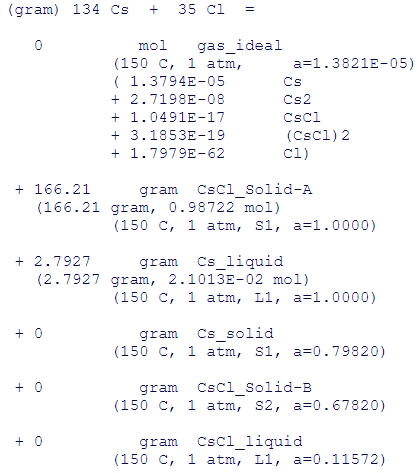 (gram) 134 Cs + 35 Cl =
0 mol gas_ideal
(150 C, 1 atm, a=1.3821E-05)
( 1.3794E-05 Cs
+ 2.7198E-08 Cs2
+ 1.0491E-17 CsCl
+ 3.1853E-19 (CsCl)2
+ 1.7979E-62 Cl)
+ 166.21 gram CsCl_Solid-A
(166.21 gram, 0.98722 mol)
(150 C, 1 atm, S1, a=1.0000)
+ 2.7927 gram Cs_liquid
(2.7927 gram, 2.1013E-02 mol)
(150 C, 1 atm, L1, a=1.0000)
+ 0 gram Cs_solid
(150 C, 1 atm, S1, a=0.79820)
+ 0 gram CsCl_Solid-B
(150 C, 1 atm, S2, a=0.67820)
+ 0 gram CsCl_liquid
(150 C, 1 atm, L1, a=0.11572)